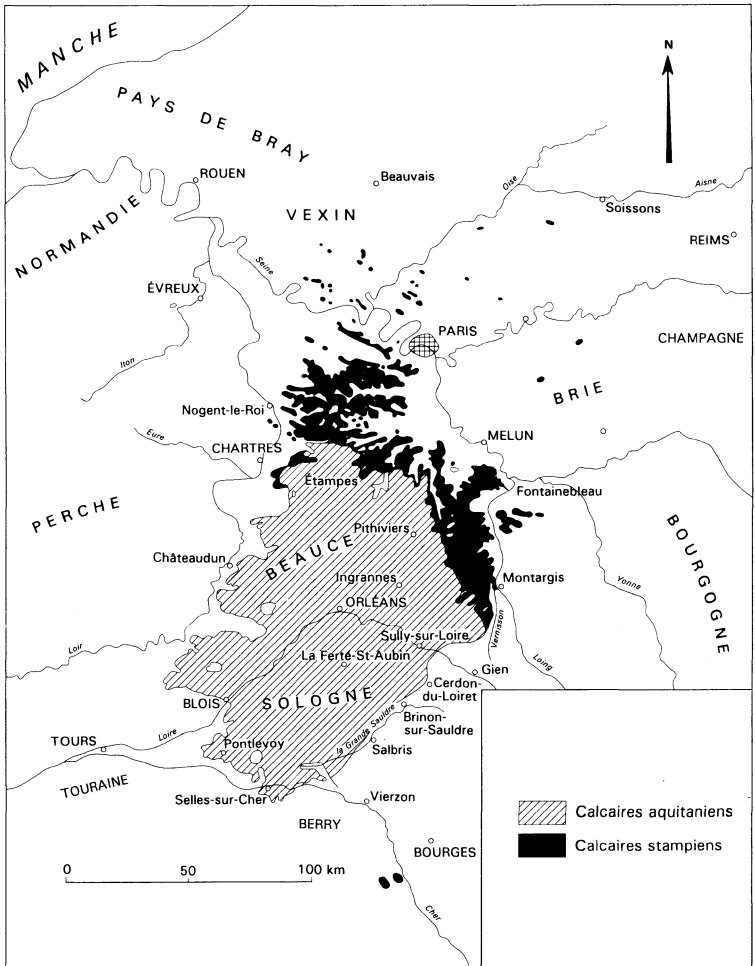 MANCHE
N
PAYS DE BRAY
ROUEN
Beauvais
Oise
Aisne
Soissons
NORMANDIE
VEXIN
REIMS
Seine
ÉVREUX
PARIS
CHAMPAGNE
Iton
BRIE
Nogent-le-Roi
Eure
CHARTRES
MELUN
Étampes
Fontainebleau
PERCHE
Pithiviers
BEAUCE
BOURGOGNE
Châteaudun
Ingrannes
Montargis
Yonne
ORLÉANS
Vernisson
Sully-sur-Loire
Loir
La Ferté-St-Aubin
Loing
Gien
Cerdon-
du-Loiret
BLOIS
SOLOGNE
la Grande Sauldre
Brinon-
sur-Sauldre
Loire
TOURS
Pontlevoy
Salbris
TOURAINE
Selles-sur-Cher
Vierzon
BERRY
BOURGES
Cher
0 50 100 km
Calcaires aquitaniens
Calcaires stampiens